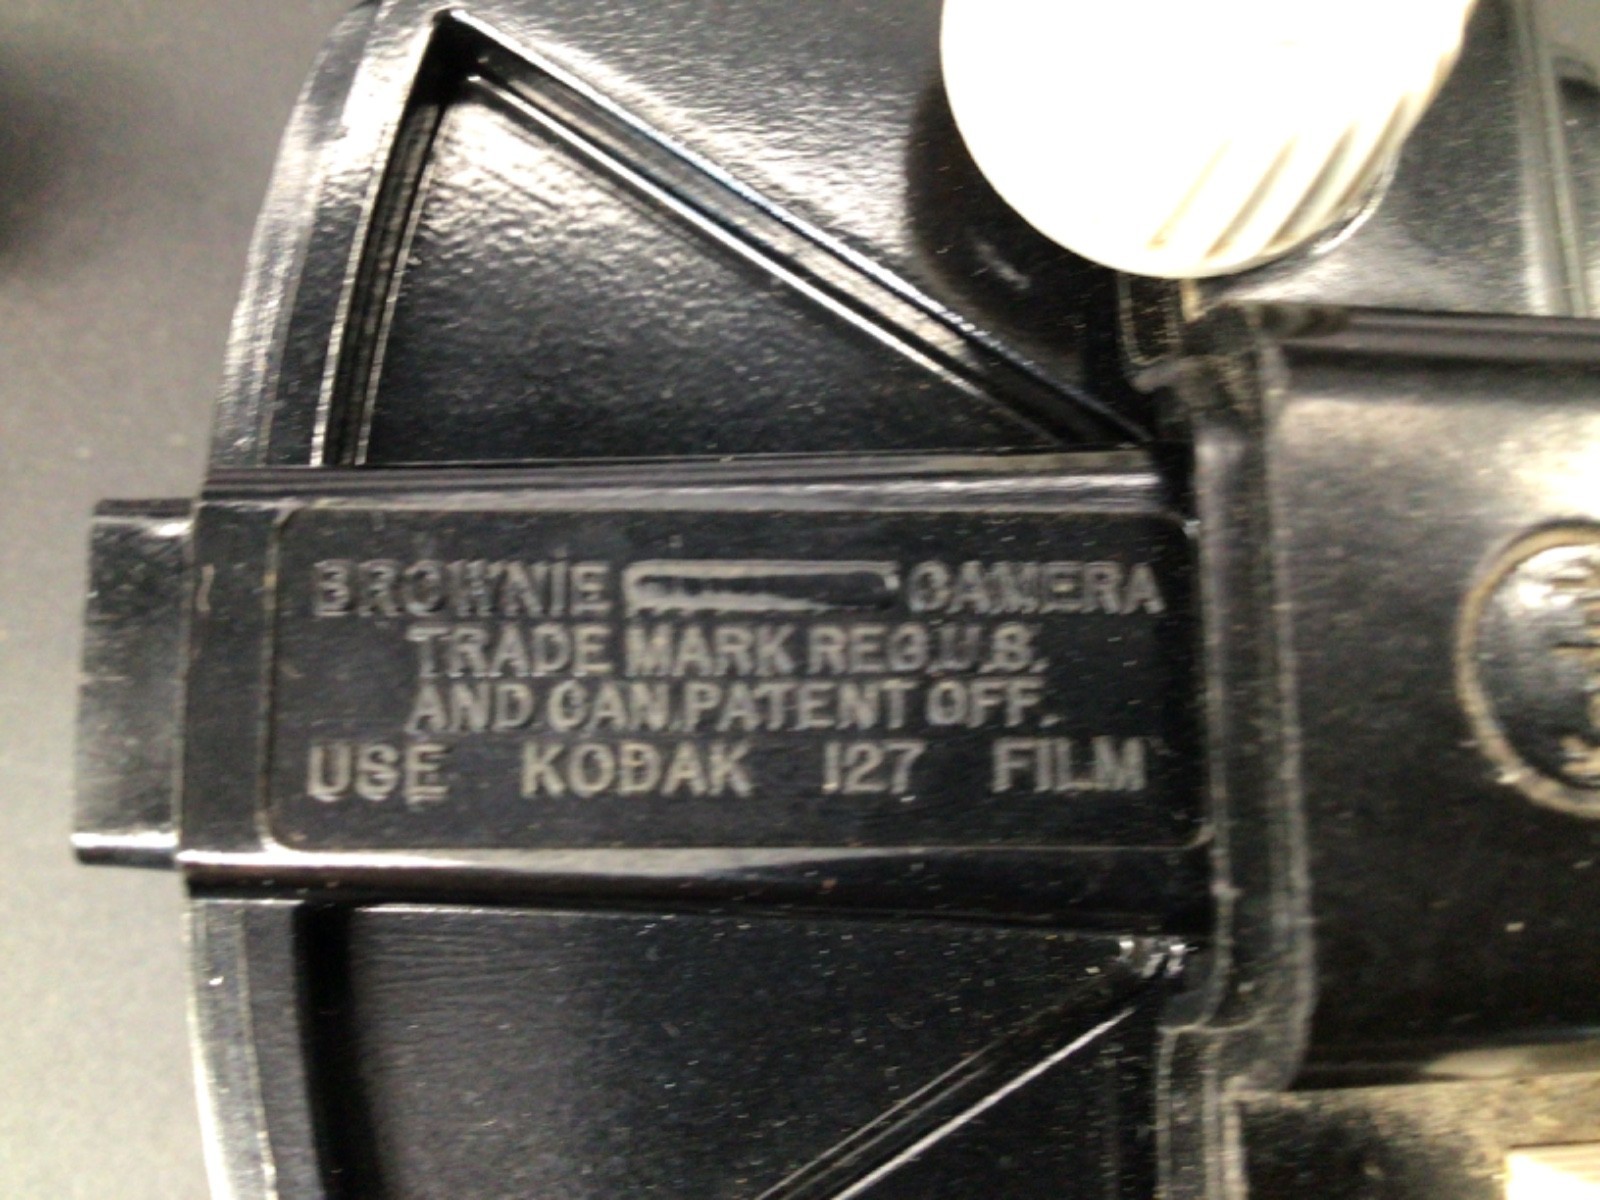 BROWNIE CAMERA
TRADE MARK REG.U.S.
AND CAN.PATENT OFF.
USE KODAK 127 FILM